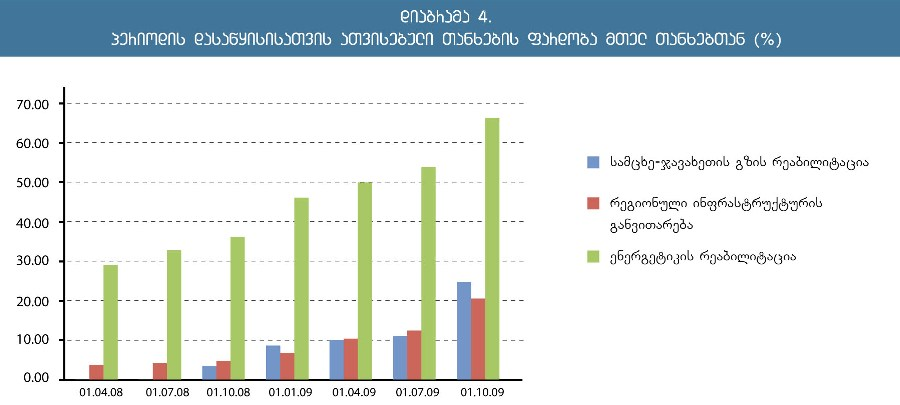 დიაგრამა 4.
პერიოდის დასაწყისისათვის ათვისებული თანხების ფარდობა მთელ თანხებთან (%)
70.00
60.00
50.00
40.00
30.00
20.00
10.00
0.00
01.04.08 01.07.08 01.10.08 01.01.09 01.04.09 01.07.09 01.10.09
სამცხე-ჯავახეთის გზის რეაბილიტაცია
რეგიონული ინფრასტრუქტურის
განვითარება
ენერგეტიკის რეაბილიტაცია